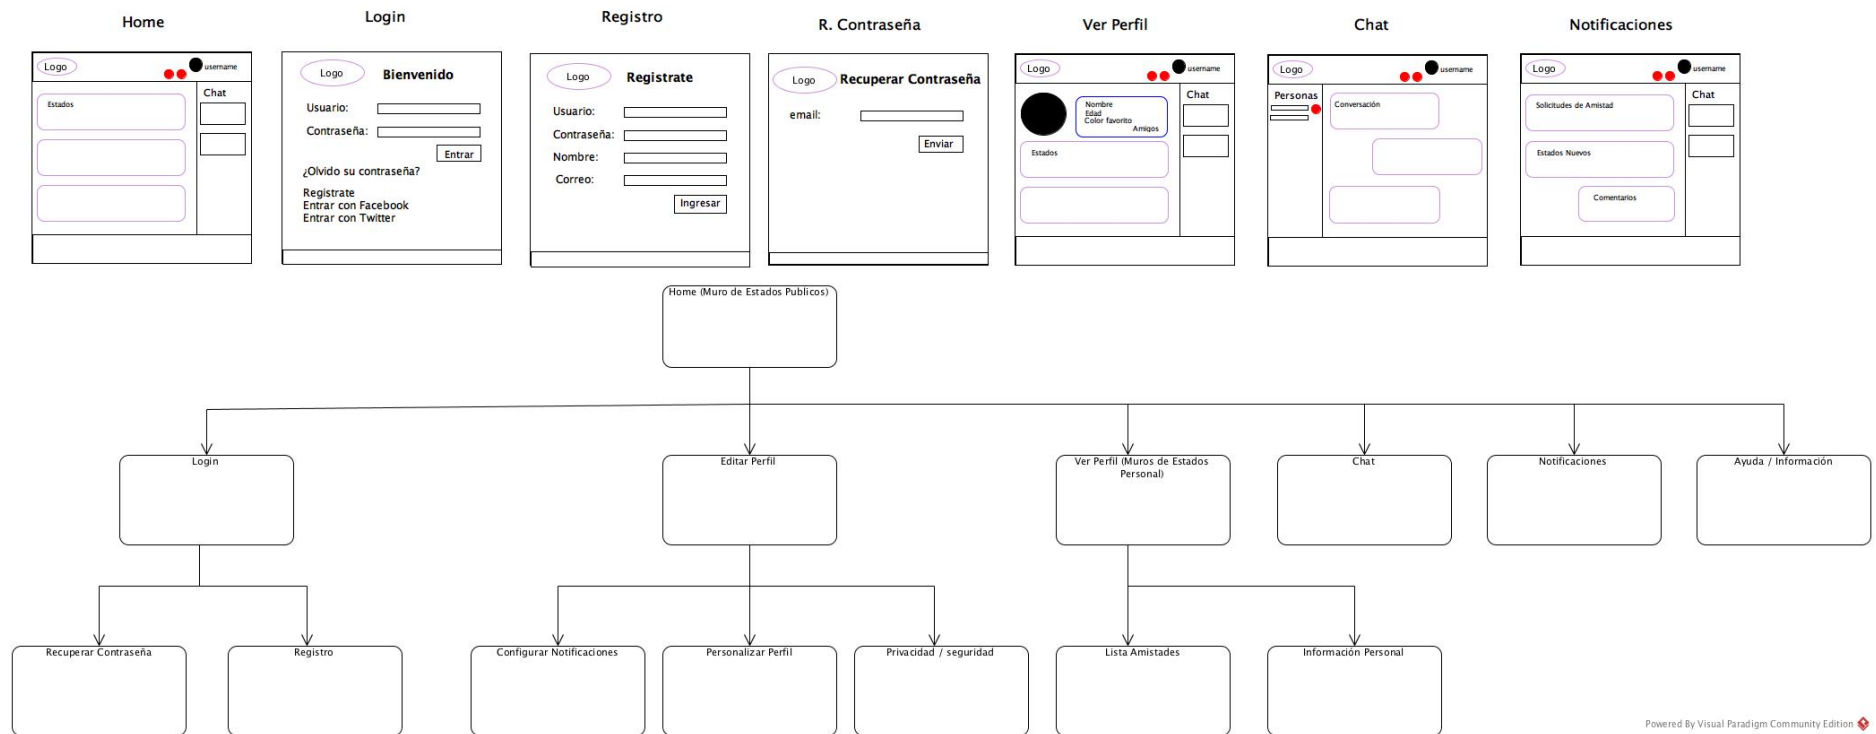 Home
Login
Registro
R. Contraseña
Ver Perfil
Chat
Notificaciones
Logo
username
Estados
Chat
Logo
Bienvenido
Usuario:
Contraseña:
Entrar
¿Olvido su contraseña?
Registrate
Entrar con Facebook
Entrar con Twitter
Logo
Registrate
Usuario:
Contraseña:
Nombre:
Correo:
Ingresar
Logo
Recuperar Contraseña
email:
Enviar
Logo
username
Nombre
Edad
Color favorito
Amigos
Estados
Chat
Logo
username
Personas
Conversación
Logo
username
Solicitudes de Amistad
Estados Nuevos
Comentarios
Chat
Home (Muro de Estados Publicos)
Login
Editar Perfil
Ver Perfil (Muros de Estados
Personal)
Chat
Notificaciones
Ayuda / Información
Recuperar Contraseña
Registro
Configurar Notificaciones
Personalizar Perfil
Privacidad / seguridad
Lista Amistades
Información Personal
Powered By Visual Paradigm Community Edition